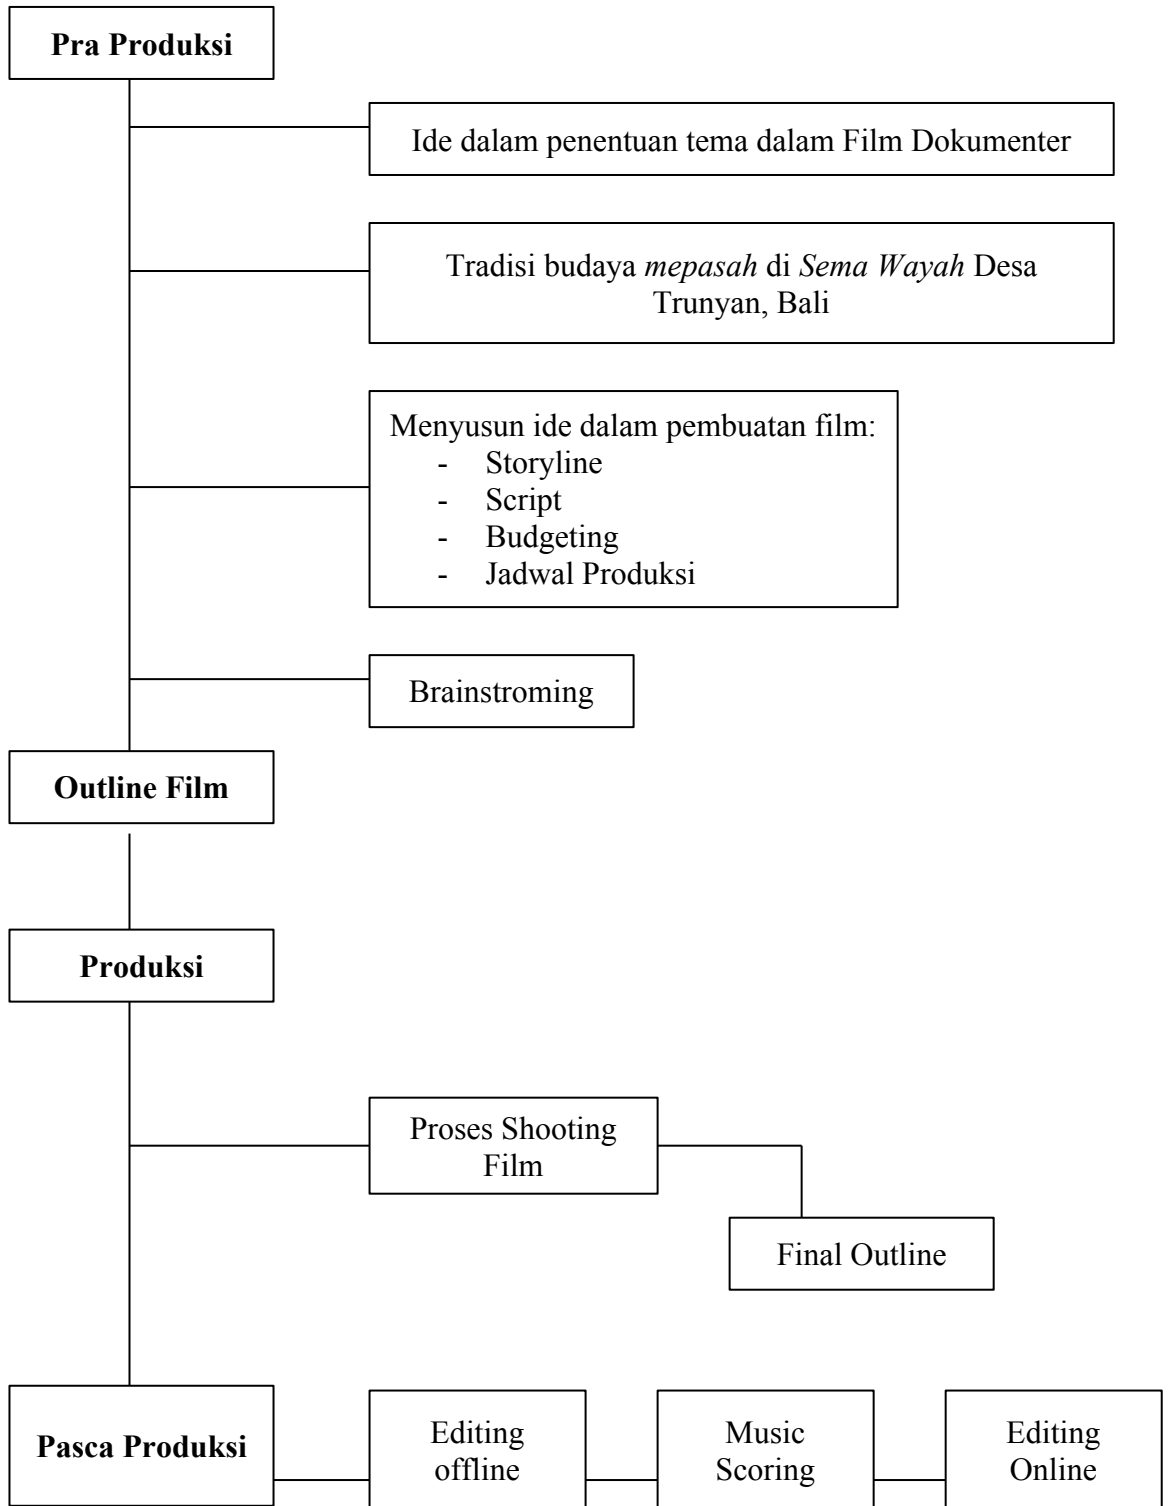 Pra Produksi
Ide dalam penentuan tema dalam Film Dokumenter
Tradisi budaya mepasah di Sema Wayah Desa
Trunyan, Bali
Menyusun ide dalam pembuatan film:
- Storyline
- Script
- Budgeting
- Jadwal Produksi
Brainstroming
Outline Film
Produksi
Proses Shooting
Film
Final Outline
Pasca Produksi
Editing
offline
Music
Scoring
Editing
Online